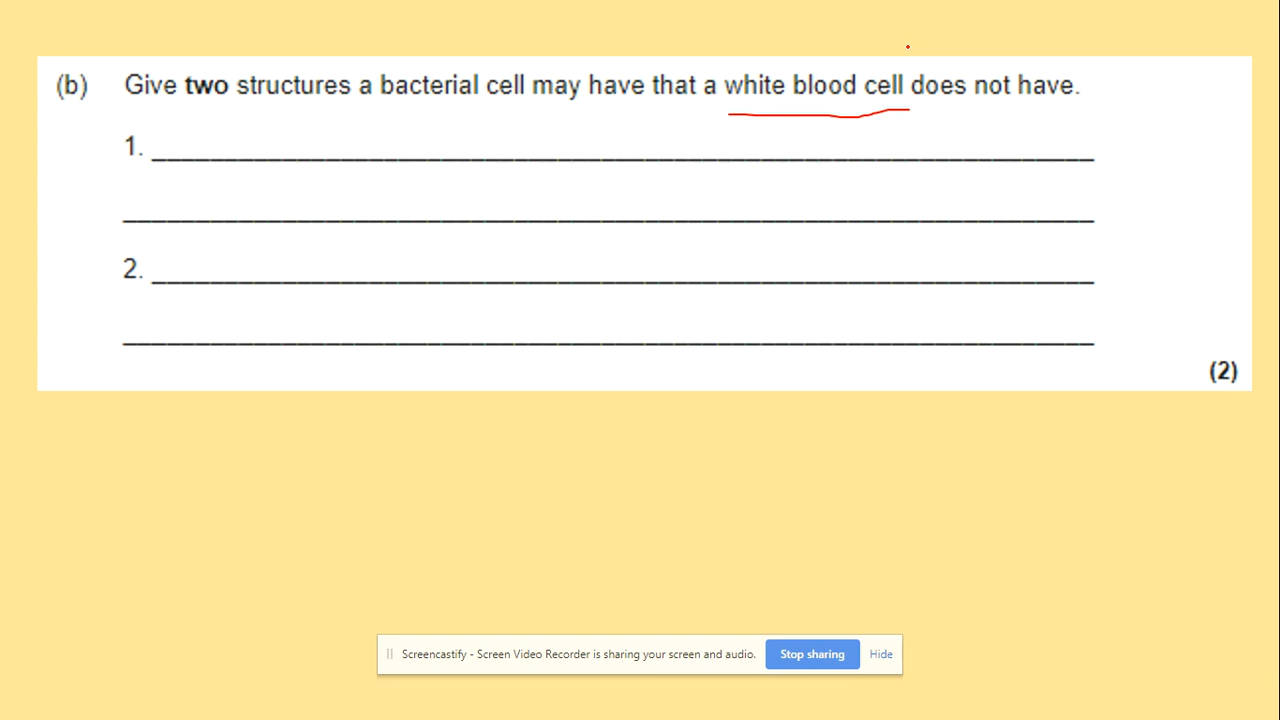 (b) Give two structures a bacterial cell may have that a white blood cell does not have.
1. ______________________________________________________________
______________________________________________________________
2. ______________________________________________________________
______________________________________________________________
(2)
Screencastify - Screen Video Recorder is sharing your screen and audio. Stop sharing Hide